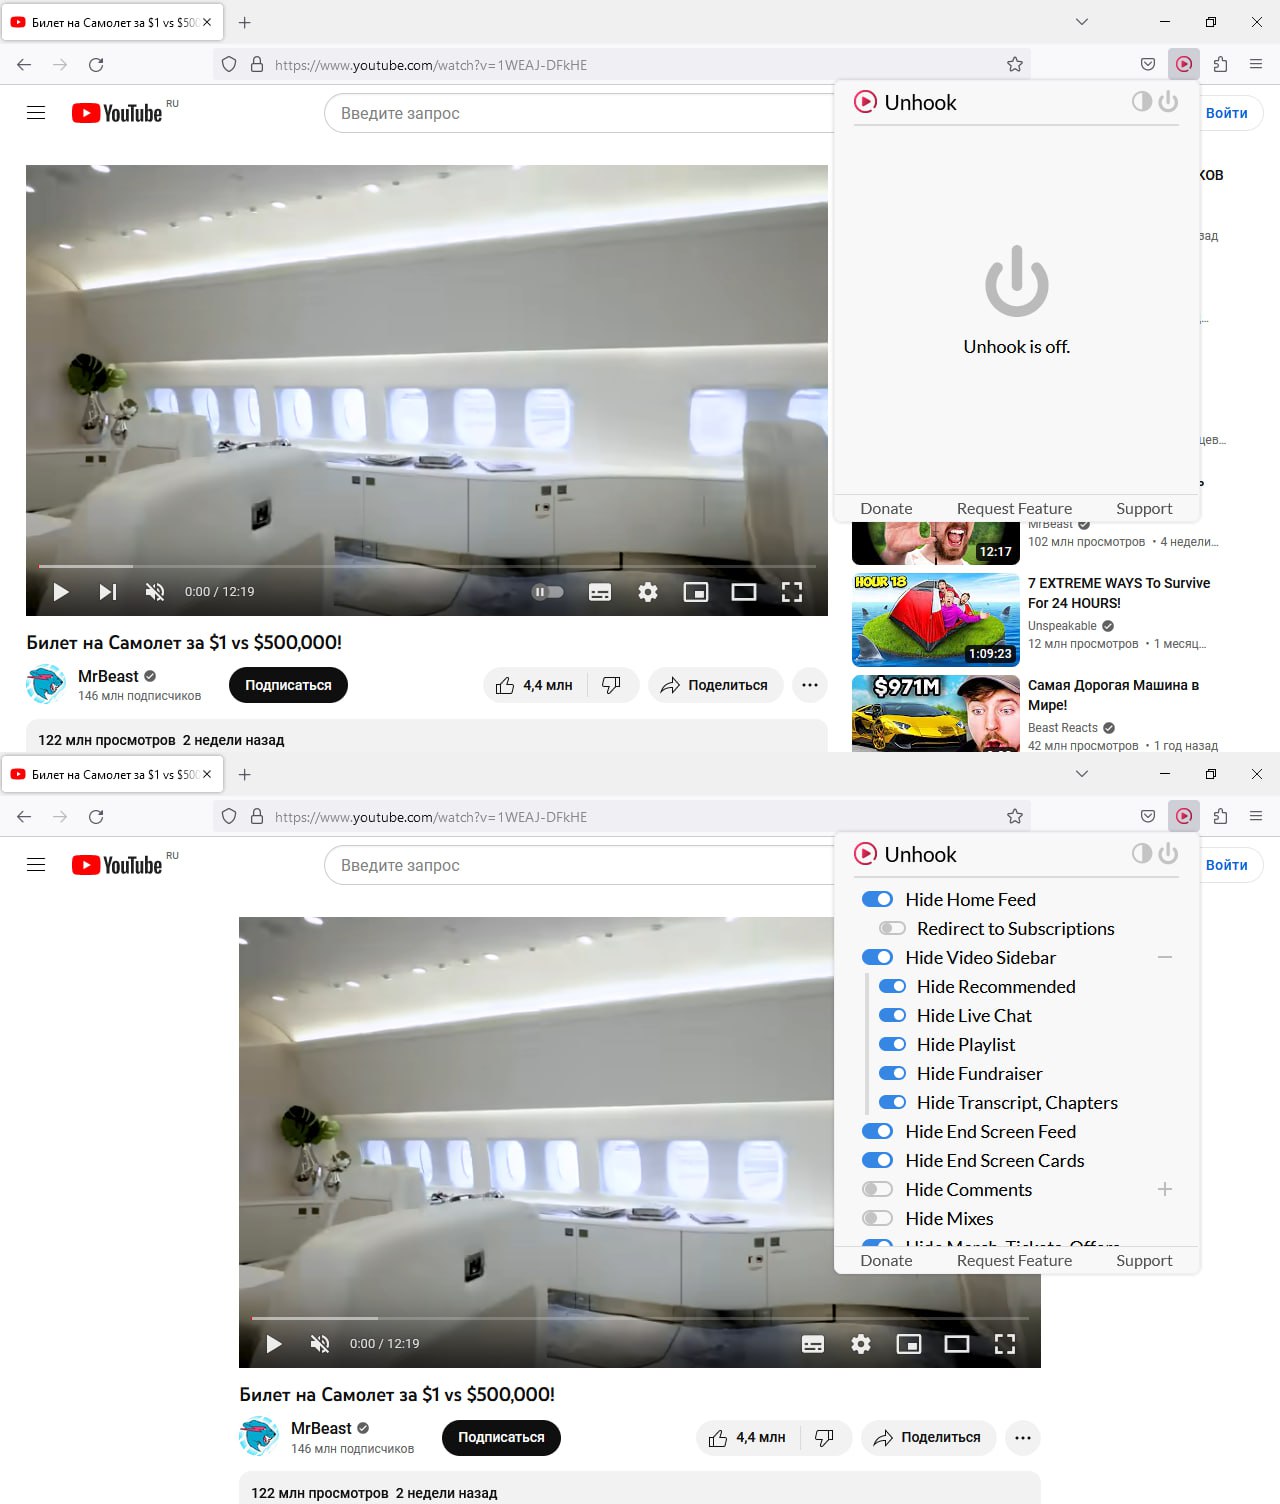 Билет на Самолет за $1 vs $500
https://www.youtube.com/watch?v=1WEAJ-DFkHE
YouTube RU
Введите запрос
Unhook
Войти
ков
зад
Unhook is off.
цев...
Donate Request Feature Support
MrBeast
102 млн просмотров • 4 недели...
12:17
7 EXTREME WAYS To Survive
For 24 HOURS!
Unspeakable
12 млн просмотров • 1 месяц...
HOUR 18
1:09:23
0:00 / 12:19
Билет на Самолет за $1 vs $500,000!
MrBeast
146 млн подписчиков
Подписаться
4,4 млн
Поделиться
$971M
Самая Дорогая Машина в
Мире!
Beast Reacts
42 млн просмотров • 1 год назад
122 млн просмотров 2 недели назад
Билет на Самолет за $1 vs $500
https://www.youtube.com/watch?v=1WEAJ-DFkHE
YouTube RU
Введите запрос
Unhook
Войти
Hide Home Feed
Redirect to Subscriptions
Hide Video Sidebar
Hide Recommended
Hide Live Chat
Hide Playlist
Hide Fundraiser
Hide Transcript, Chapters
Hide End Screen Feed
Hide End Screen Cards
Hide Comments
Hide Mixes
Hide Merch, Tickets, Offers
Donate Request Feature Support
0:00 / 12:19
Билет на Самолет за $1 vs $500,000!
MrBeast
146 млн подписчиков
Подписаться
4,4 млн
Поделиться
122 млн просмотров 2 недели назад